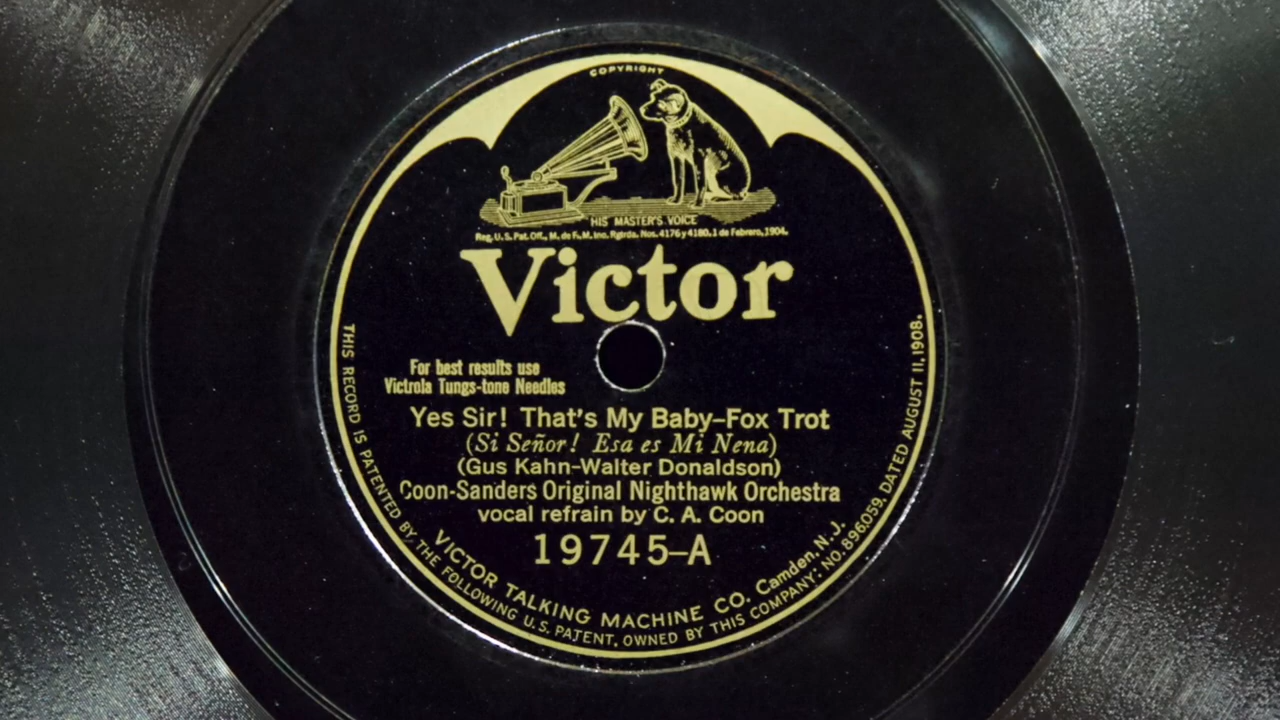 COPYRIGHT
HIS MASTER'S VOICE
Reg. U. S. Pat. Off., M. de F., M. Ind. Rgtrda. Nos. 4176 y 4180. 1 de Febrero, 1904.
Victor
For best results use
Victrola Tungs-tone Needles
Yes Sir! That's My Baby–Fox Trot
(Si Señor! Esa es Mi Nena)
(Gus Kahn–Walter Donaldson)
Coon-Sanders Original Nighthawk Orchestra
vocal refrain by C. A. Coon
19745–A
VICTOR TALKING MACHINE CO. Camden. N. J.
THIS RECORD IS PATENTED BY THE FOLLOWING U.S. PATENT, OWNED BY THIS COMPANY: NO. 896059, DATED AUGUST 11, 1908.